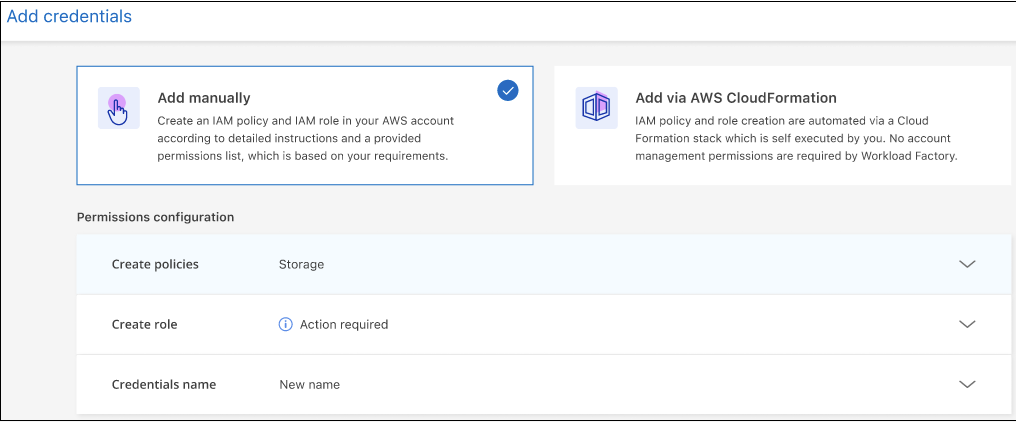 Add credentials
Add manually
Create an IAM policy and IAM role in your AWS account
according to detailed instructions and a provided
permissions list, which is based on your requirements.
Add via AWS CloudFormation
IAM policy and role creation are automated via a Cloud
Formation stack which is self executed by you. No account
management permissions are required by Workload Factory.
Permissions configuration
Create policies Storage
Create role Action required
Credentials name New name